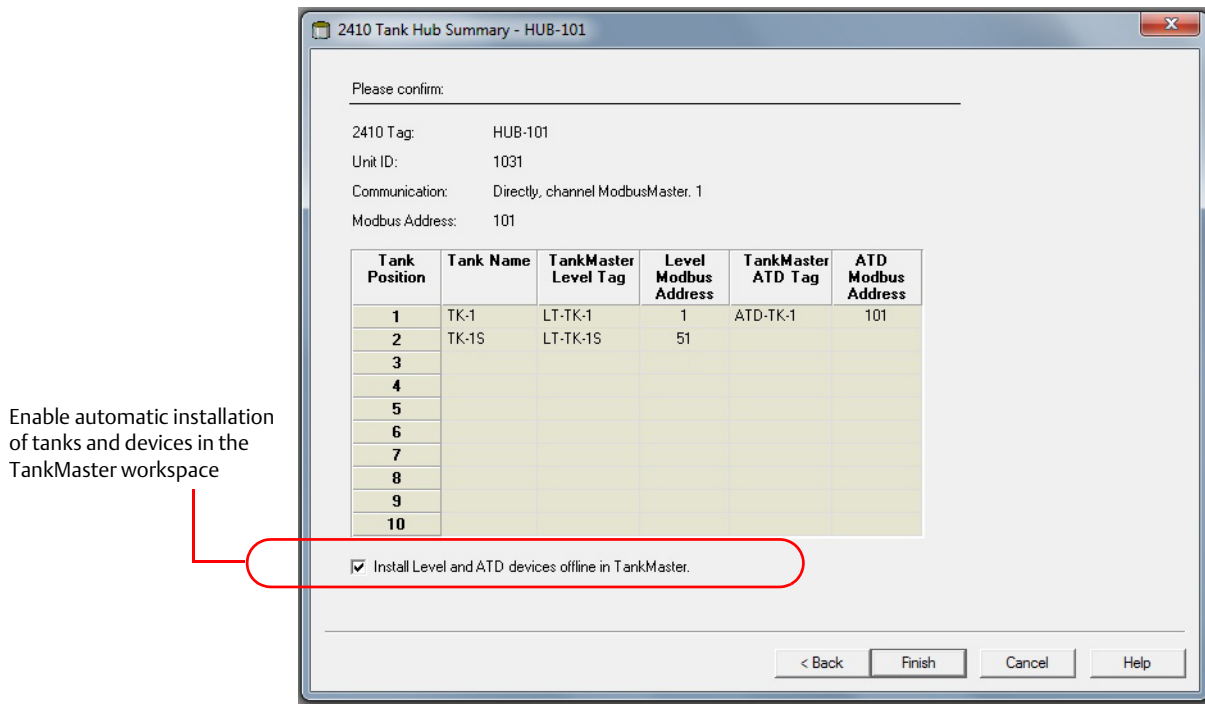 2410 Tank Hub Summary - HUB-101
Please confirm:
2410 Tag: HUB-101
Unit ID: 1031
Communication: Directly, channel ModbusMaster. 1
Modbus Address: 101
Tank Position Tank Name TankMaster Level Tag Level Modbus Address TankMaster ATD Tag ATD Modbus Address
1 TK-1 LT-TK-1 1 ATD-TK-1 101
2 TK-1S LT-TK-1S 51
3
4
5
6
7
8
9
10
Enable automatic installation
of tanks and devices in the
TankMaster workspace
Install Level and ATD devices offline in TankMaster.
< Back Finish Cancel Help